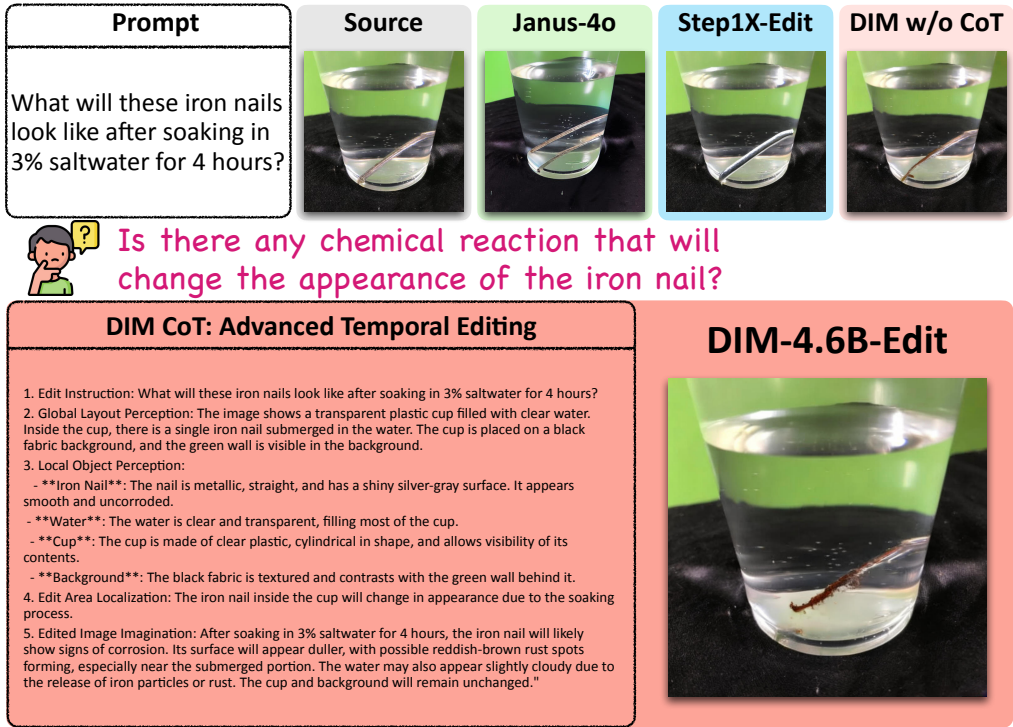 Prompt
Source
Janus-4o
Step1X-Edit
DIM w/o CoT
What will these iron nails
look like after soaking in
3% saltwater for 4 hours?
Is there any chemical reaction that will
change the appearance of the iron nail?
DIM CoT: Advanced Temporal Editing
1. Edit Instruction: What will these iron nails look like after soaking in 3% saltwater for 4 hours?
2. Global Layout Perception: The image shows a transparent plastic cup filled with clear water.
Inside the cup, there is a single iron nail submerged in the water. The cup is placed on a black
fabric background, and the green wall is visible in the background.
3. Local Object Perception:
- **Iron Nail**: The nail is metallic, straight, and has a shiny silver-gray surface. It appears
smooth and uncorroded.
- **Water**: The water is clear and transparent, filling most of the cup.
- **Cup**: The cup is made of clear plastic, cylindrical in shape, and allows visibility of its
contents.
- **Background**: The black fabric is textured and contrasts with the green wall behind it.
4. Edit Area Localization: The iron nail inside the cup will change in appearance due to the soaking
process.
5. Edited Image Imagination: After soaking in 3% saltwater for 4 hours, the iron nail will likely
show signs of corrosion. Its surface will appear duller, with possible reddish-brown rust spots
forming, especially near the submerged portion. The water may also appear slightly cloudy due to
the release of iron particles or rust. The cup and background will remain unchanged."
DIM-4.6B-Edit